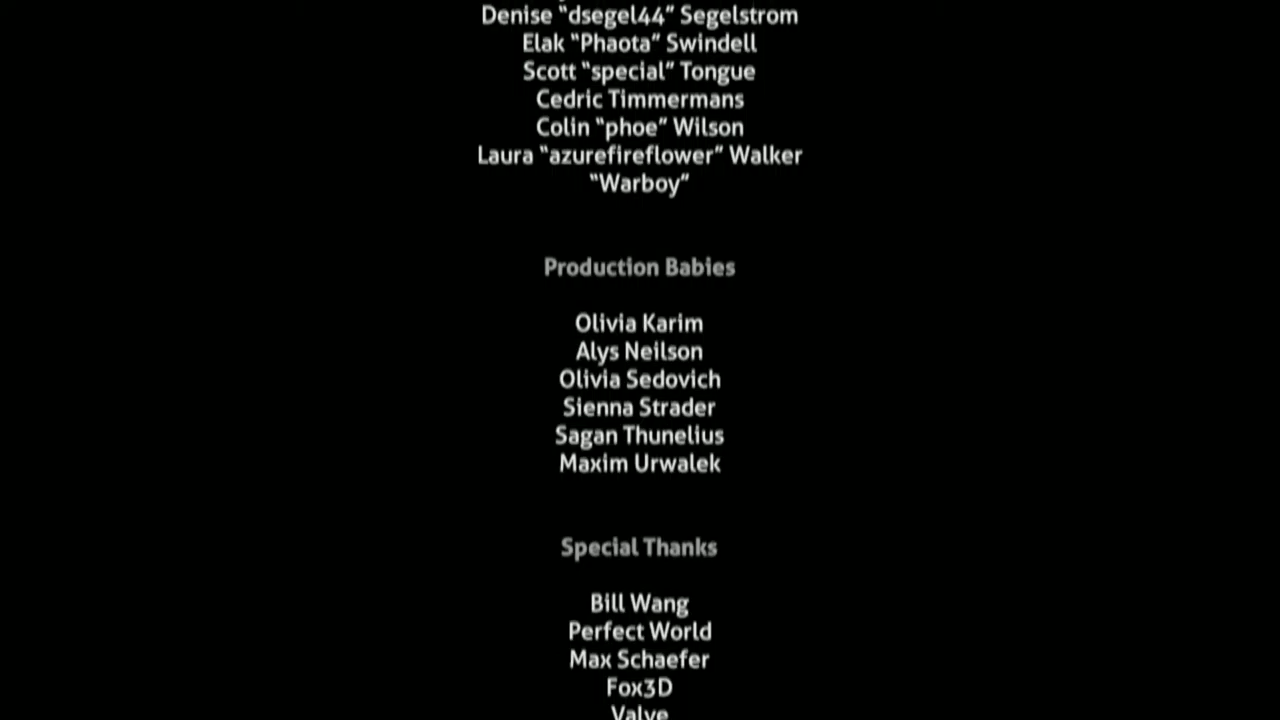 Denise “dsegel44” Segelstrom
Elak “Phaota” Swindell
Scott “special” Tongue
Cedric Timmermans
Colin “phoe” Wilson
Laura “azurefireflower” Walker
“Warboy”
Production Babies
Olivia Karim
Alys Neilson
Olivia Sedovich
Sienna Strader
Sagan Thunelius
Maxim Urwalek
Special Thanks
Bill Wang
Perfect World
Max Schaefer
Fox3D
Valve